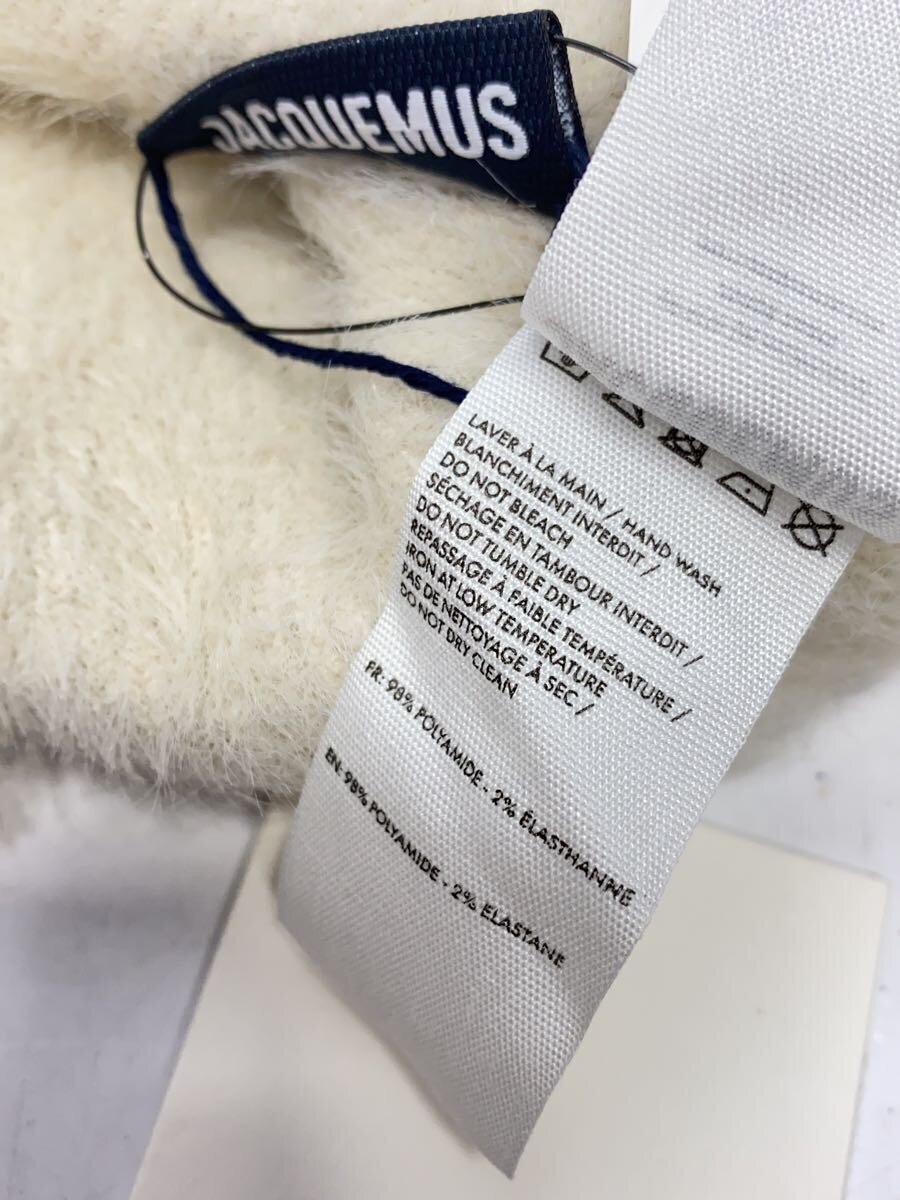 JACQUEMUS
LAVER À LA MAIN / HAND WASH
BLANCHIMENT INTERDIT /
DO NOT BLEACH
SÉCHAGE EN TAMBOUR INTERDIT /
DO NOT TUMBLE DRY
REPASSAGE À FAIBLE TEMPÉRATURE /
IRON AT LOW TEMPERATURE
PAS DE NETTOYAGE À SEC /
DO NOT DRY CLEAN
FR: 98% POLYAMIDE - 2% ÉLASTHANNE
EN: 98% POLYAMIDE - 2% ELASTANE